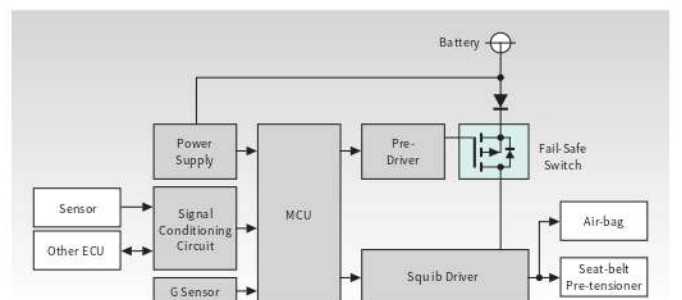 Battery
Power
Supply
Pre-
Driver
Fail-Safe
Switch
Sensor
Signal
Conditioning
Circuit
MCU
Air-bag
Other ECU
Squib Driver
Seat-belt
Pre-tensioner
G Sensor